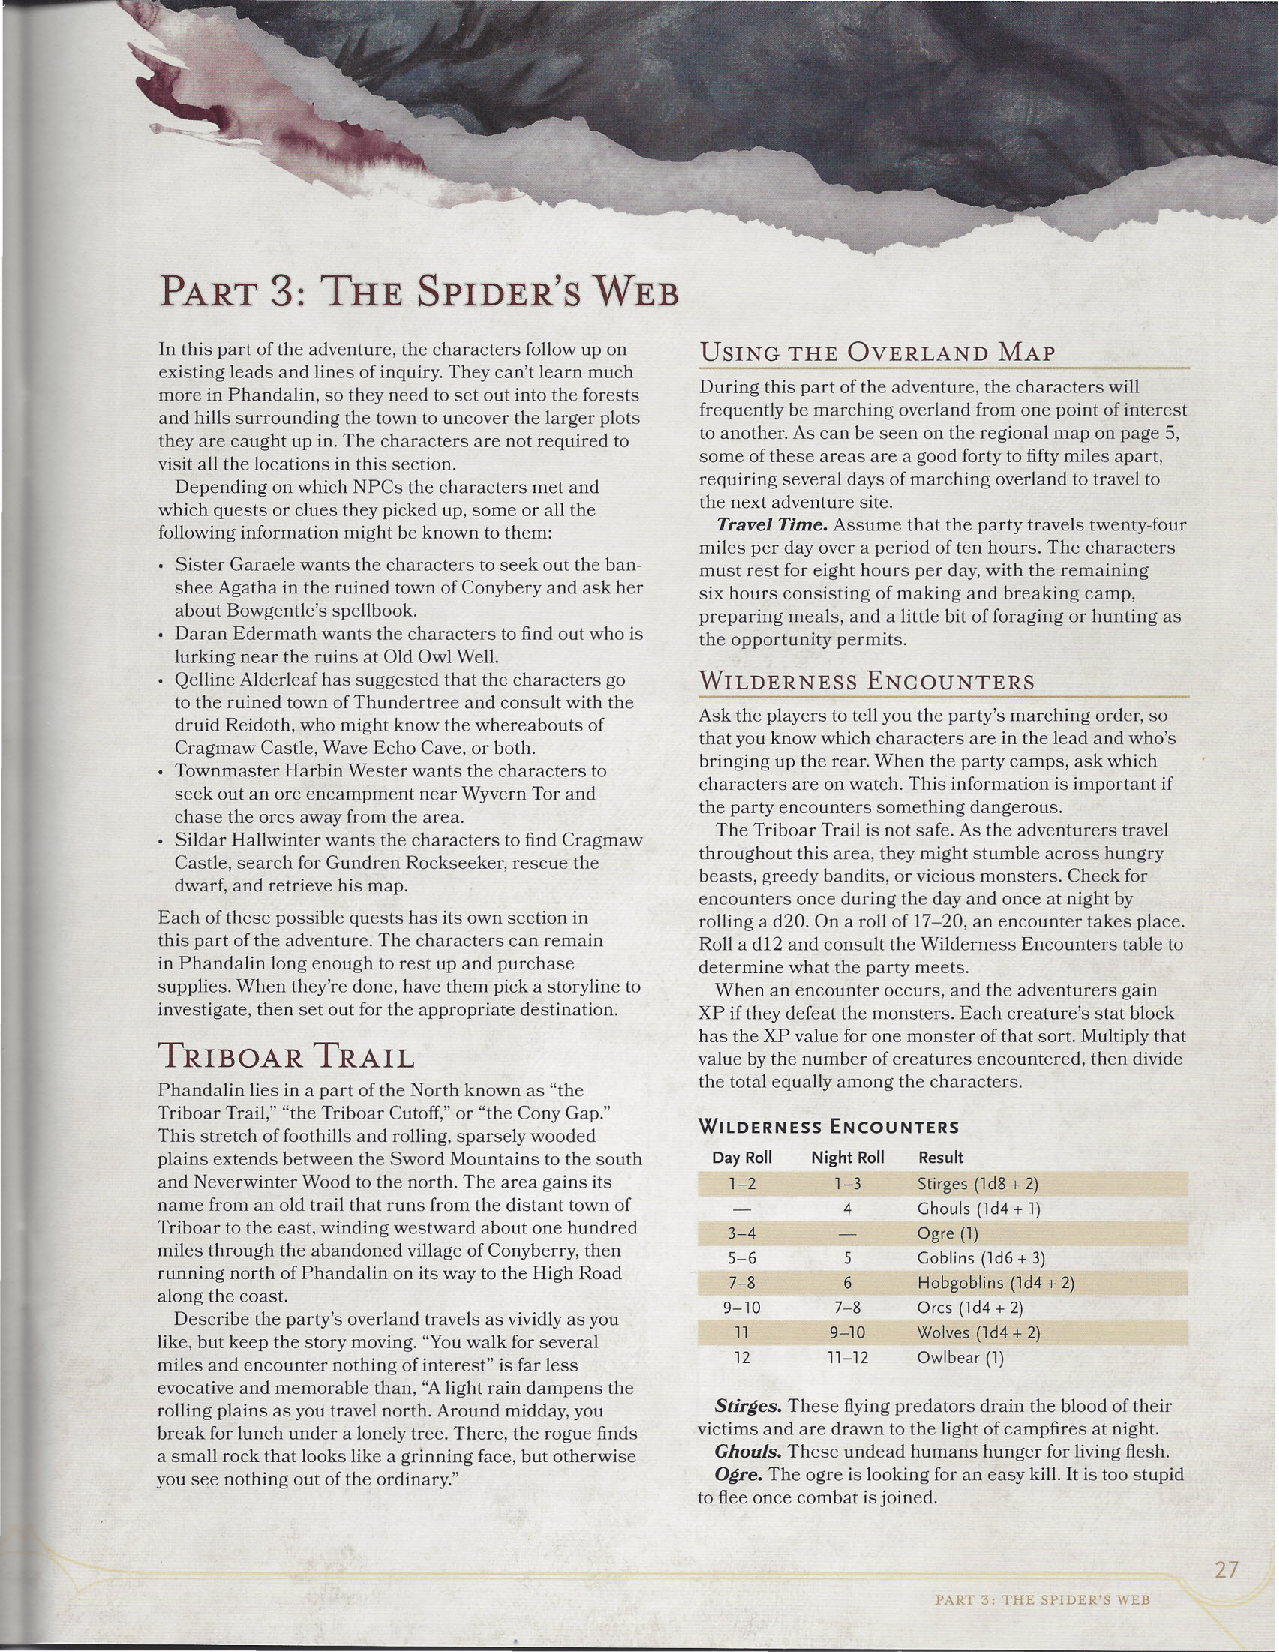 PART 3: THE SPIDER'S WEB
In this part of the adventure, the characters follow up on
existing leads and lines of inquiry. They can't learn much
more in Phandalin, so they need to set out into the forests
and hills surrounding the town to uncover the larger plots
they are caught up in. The characters are not required to
visit all the locations in this section.
Depending on which NPCs the characters met and
which quests or clues they picked up, some or all the
following information might be known to them:
• Sister Garaele wants the characters to seek out the ban-
shee Agatha in the ruined town of Conybery and ask her
about Bowgentle's spellbook.
• Daran Edermath wants the characters to find out who is
lurking near the ruins at Old Owl Well.
• Qelline Alderleaf has suggested that the characters go
to the ruined town of Thundertree and consult with the
druid Reidoth, who might know the whereabouts of
Cragmaw Castle, Wave Echo Cave, or both.
• Townmaster Harbin Wester wants the characters to
seek out an orc encampment near Wyvern Tor and
chase the orcs away from the area.
• Sildar Hallwinter wants the characters to find Cragmaw
Castle, search for Gundren Rockseeker, rescue the
dwarf, and retrieve his map.
Each of these possible quests has its own section in
this part of the adventure. The characters can remain
in Phandalin long enough to rest up and purchase
supplies. When they're done, have them pick a storyline to
investigate, then set out for the appropriate destination.
TRIBOAR TRAIL
Phandalin lies in a part of the North known as "the
Triboar Trail," "the Triboar Cutoff," or "the Cony Gap."
This stretch of foothills and rolling, sparsely wooded
plains extends between the Sword Mountains to the south
and Neverwinter Wood to the north. The area gains its
name from an old trail that runs from the distant town of
Triboar to the east, winding westward about one hundred
miles through the abandoned village of Conyberry, then
running north of Phandalin on its way to the High Road
along the coast.
Describe the party's overland travels as vividly as you
like, but keep the story moving. "You walk for several
miles and encounter nothing of interest" is far less
evocative and memorable than, "A light rain dampens the
rolling plains as you travel north. Around midday, you
break for lunch under a lonely tree. There, the rogue finds
a small rock that looks like a grinning face, but otherwise
you see nothing out of the ordinary."
USING THE OVERLAND MAP
During this part of the adventure, the characters will
frequently be marching overland from one point of interest
to another. As can be seen on the regional map on page 5,
some of these areas are a good forty to fifty miles apart,
requiring several days of marching overland to travel to
the next adventure site.
Travel Time. Assume that the party travels twenty-four
miles per day over a period of ten hours. The characters
must rest for eight hours per day, with the remaining
six hours consisting of making and breaking camp,
preparing meals, and a little bit of foraging or hunting as
the opportunity permits.
WILDERNESS ENCOUNTERS
Ask the players to tell you the party's marching order, so
that you know which characters are in the lead and who's
bringing up the rear. When the party camps, ask which
characters are on watch. This information is important if
the party encounters something dangerous.
The Triboar Trail is not safe. As the adventurers travel
throughout this area, they might stumble across hungry
beasts, greedy bandits, or vicious monsters. Check for
encounters once during the day and once at night by
rolling a d20. On a roll of 17–20, an encounter takes place.
Roll a d12 and consult the Wilderness Encounters table to
determine what the party meets.
When an encounter occurs, and the adventurers gain
XP if they defeat the monsters. Each creature's stat block
has the XP value for one monster of that sort. Multiply that
value by the number of creatures encountered, then divide
the total equally among the characters.
WILDERNESS ENCOUNTERS
Day Roll Night Roll Result
1–2 1–3 Stirges (1d8 + 2)
— 4 Ghouls (1d4 + 1)
3–4 — Ogre (1)
5–6 5 Goblins (1d6 + 3)
7–8 6 Hobgoblins (1d4 + 2)
9–10 7–8 Orcs (1d4 + 2)
11 9–10 Wolves (1d4 + 2)
12 11–12 Owlbear (1)
Stirges. These flying predators drain the blood of their
victims and are drawn to the light of campfires at night.
Ghouls. These undead humans hunger for living flesh.
Ogre. The ogre is looking for an easy kill. It is too stupid
to flee once combat is joined.
27
PART 3: THE SPIDER'S WEB